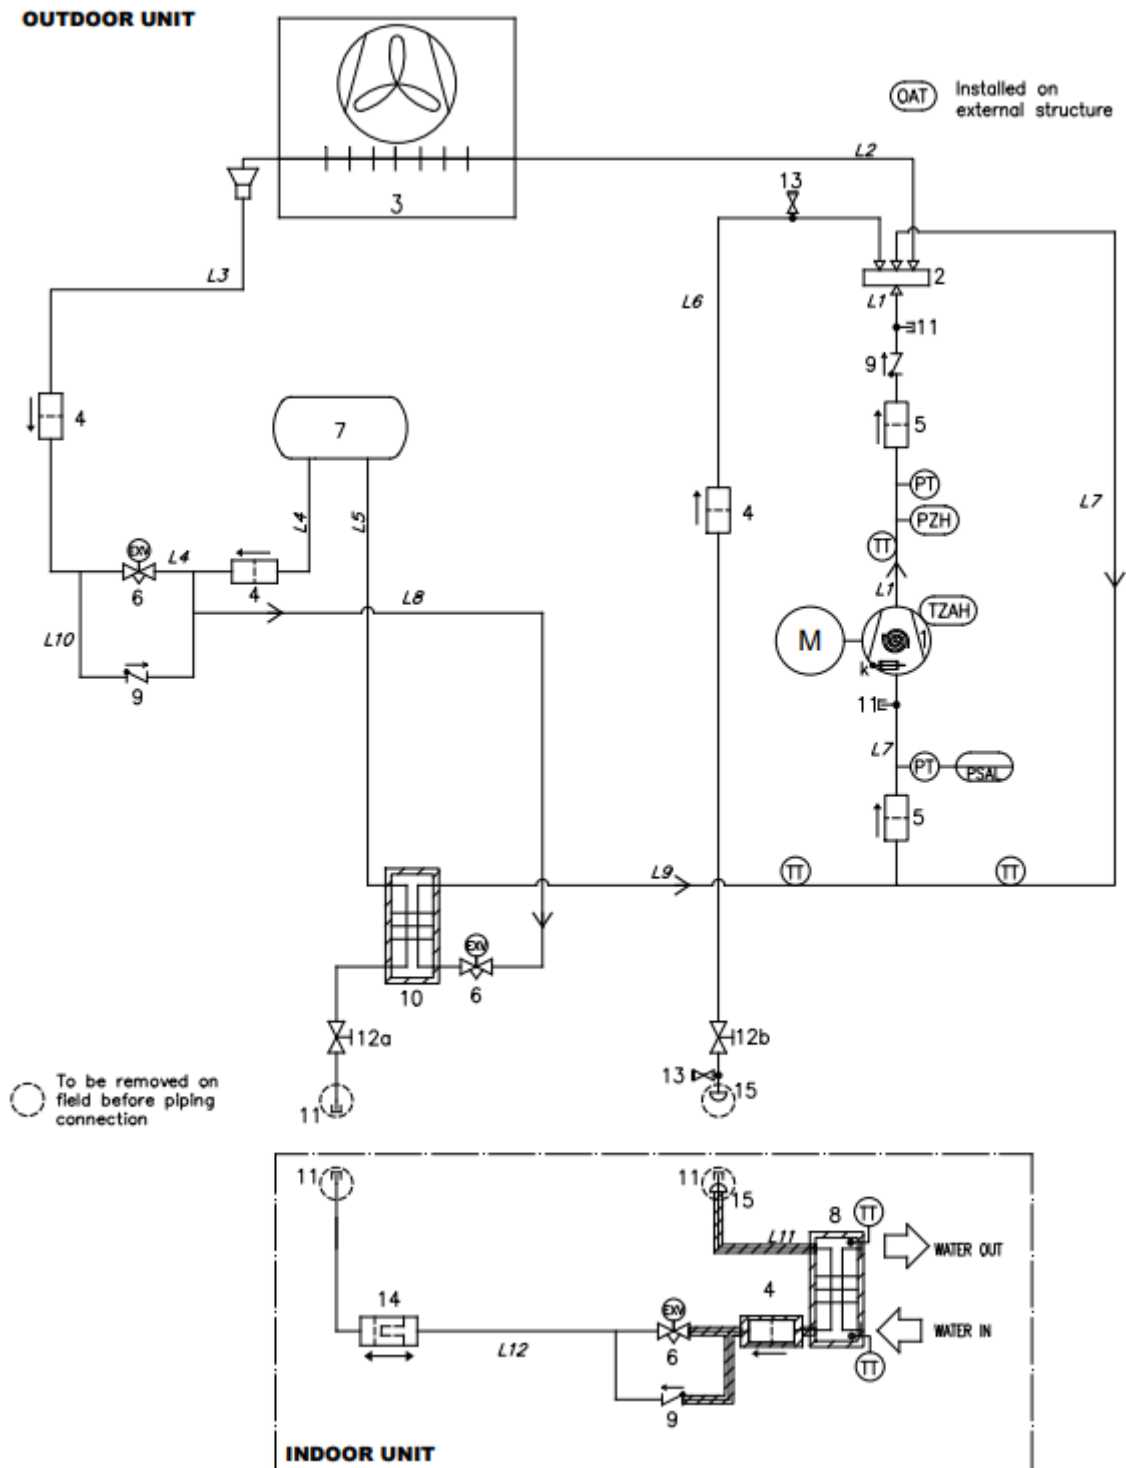 OUTDOOR UNIT
OAT
Installed on
external structure
L2
13
3
2
L3
L6
L1
11
9
4
7
5
PT
L7
4
PZH
L4
L5
TT
EXV
L4
L8
4
6
L1
TZAH
L10
M
1
k
9
11
L7
PT
PSAL
5
L9
TT
TT
EXV
10
6
12a
12b
To be removed on
field before piping
connection
13
15
11
11
11
15
8
TT
L11
WATER OUT
14
4
EXV
WATER IN
6
L12
TT
9
INDOOR UNIT